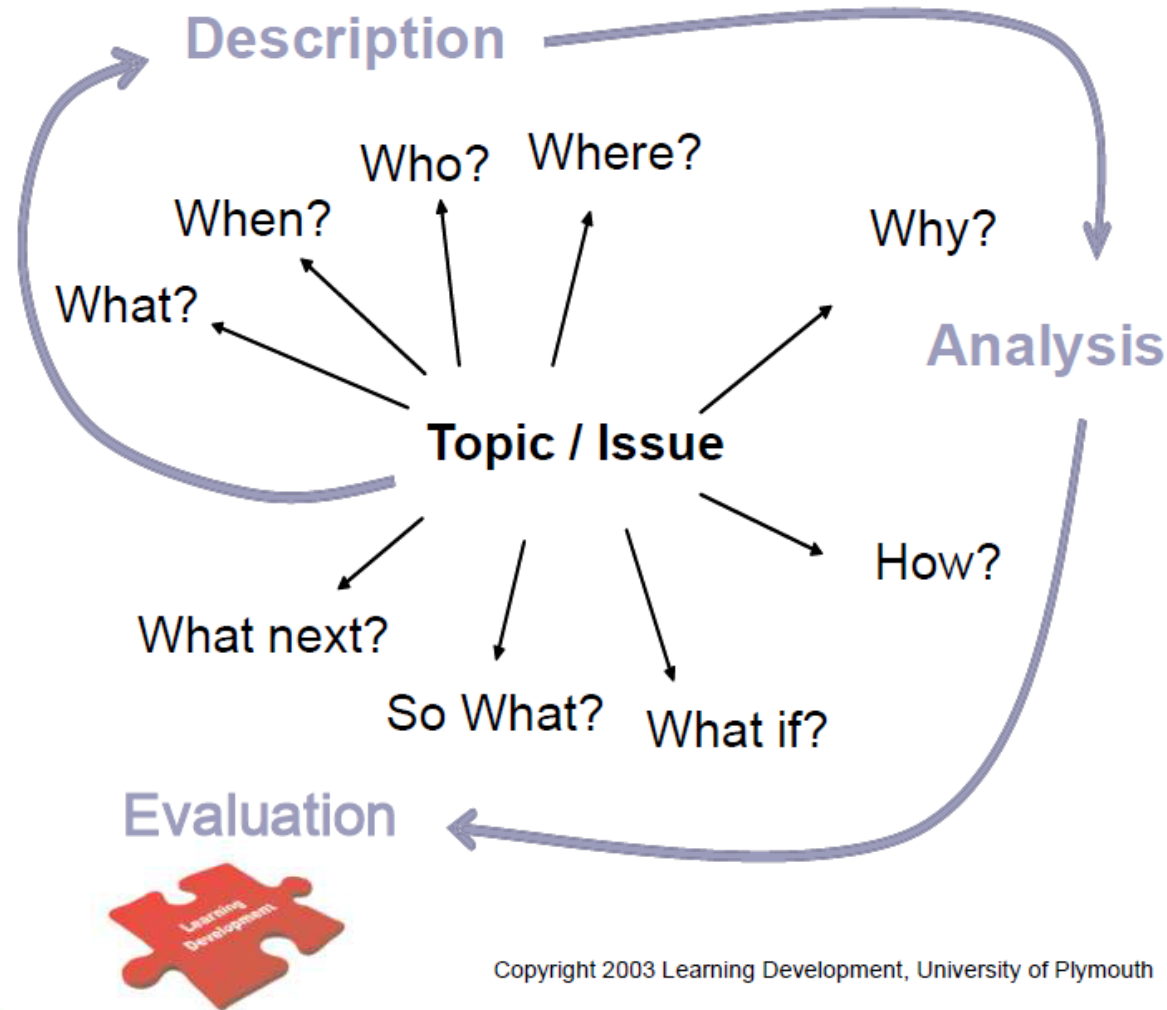 Description
Who? Where?
When?
Why?
What?
Analysis
Topic / Issue
How?
What next?
So What?
What if?
Evaluation
Learning
Development
Copyright 2003 Learning Development, University of Plymouth